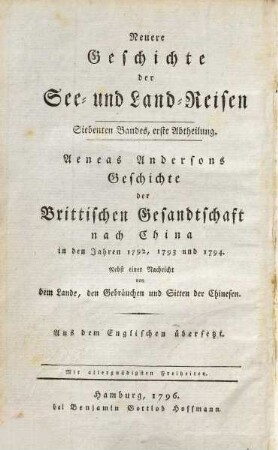 Neuere
Geschichte
der
See- und Land-Reisen
Siebenten Bandes, erste Abtheilung.
Aeneas Andersons
Geschichte
der
Brittischen Gesandtschaft
nach China
in den Jahren 1792, 1793 und 1794.
Nebst einer Nachricht
von
dem Lande, den Gebräuchen und Sitten der Chinesen.
Aus dem Englischen übersetzt.
Mit allergnädigsten Freiheiten.
Hamburg, 1796.
bei Benjamin Gottlob Hoffmann.